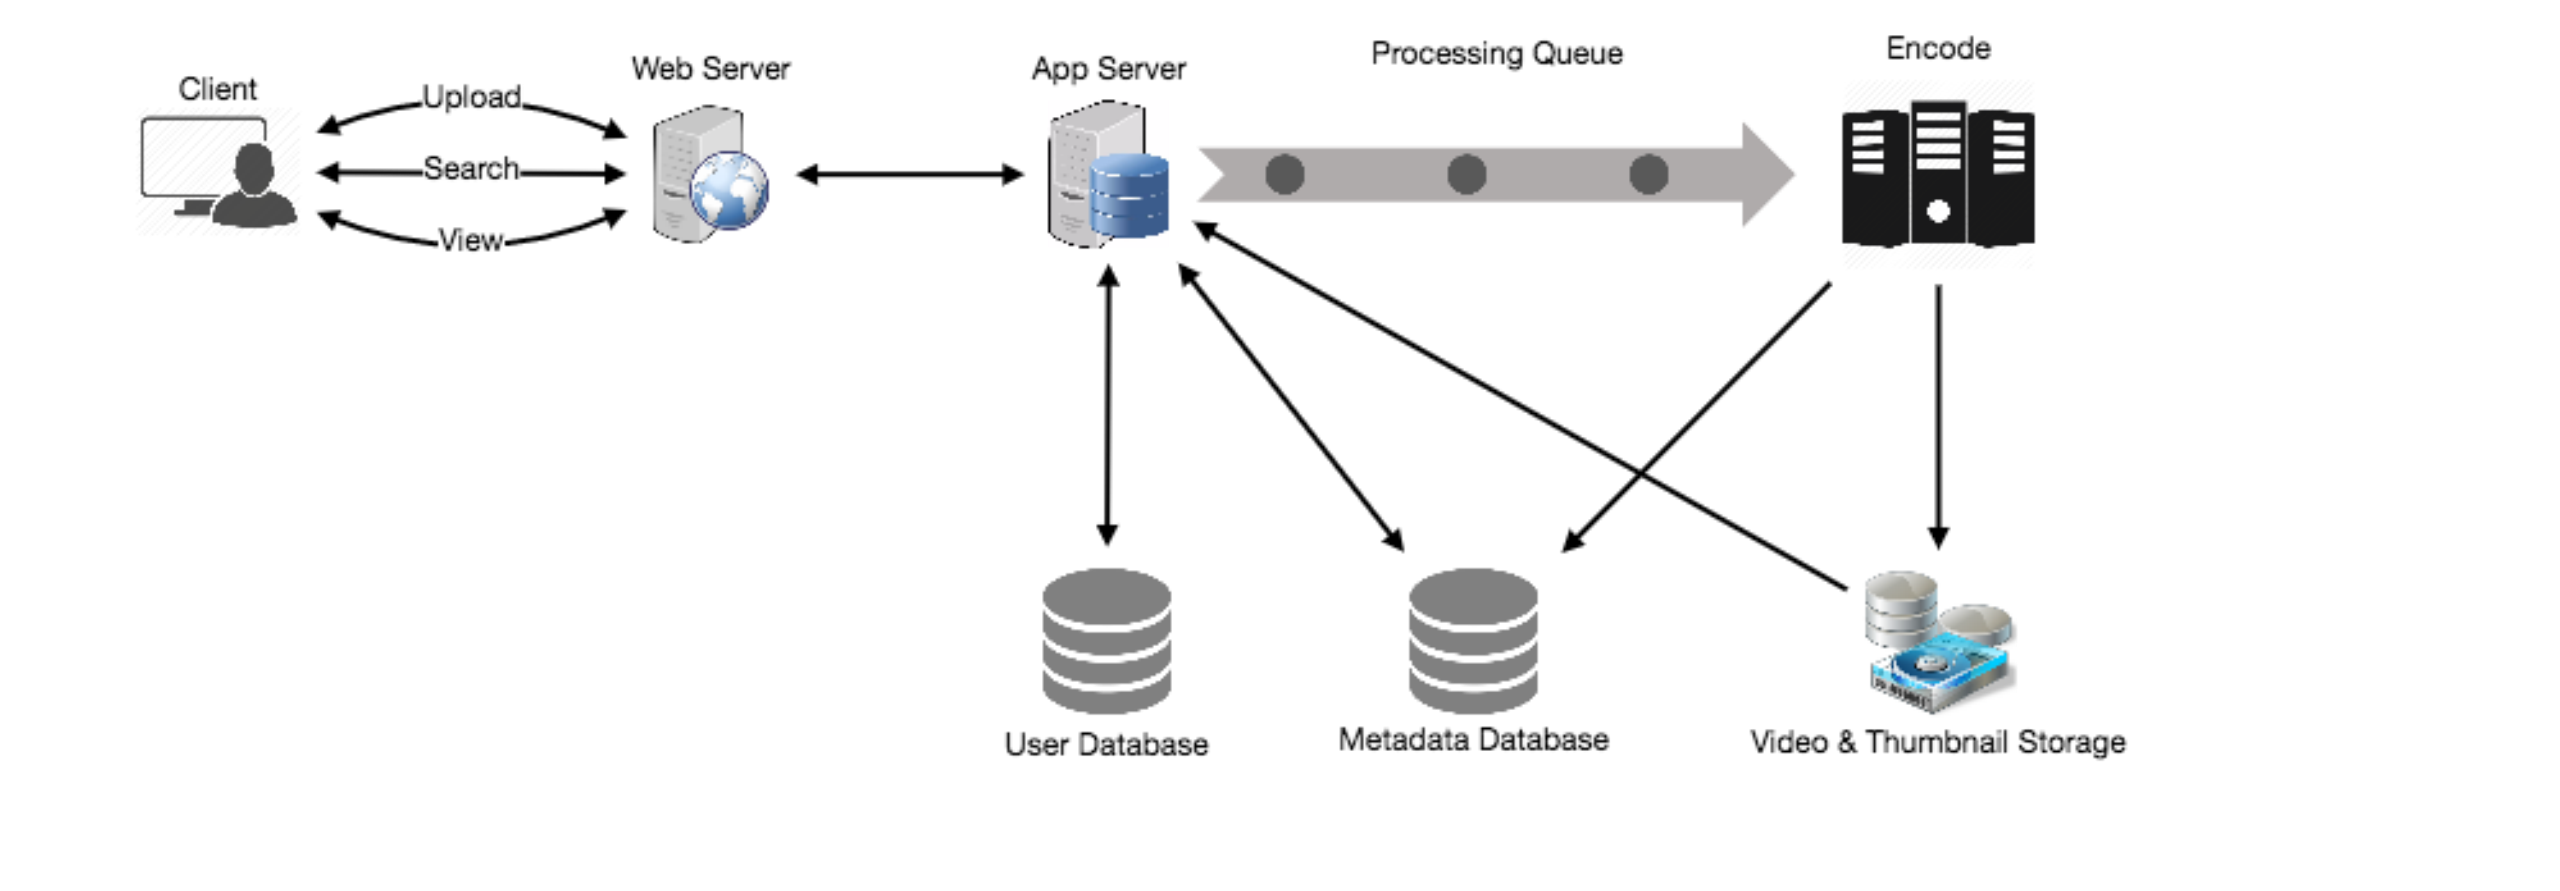 Client
Upload
Search
View
Web Server
App Server
Processing Queue
Encode
User Database
Metadata Database
Video & Thumbnail Storage